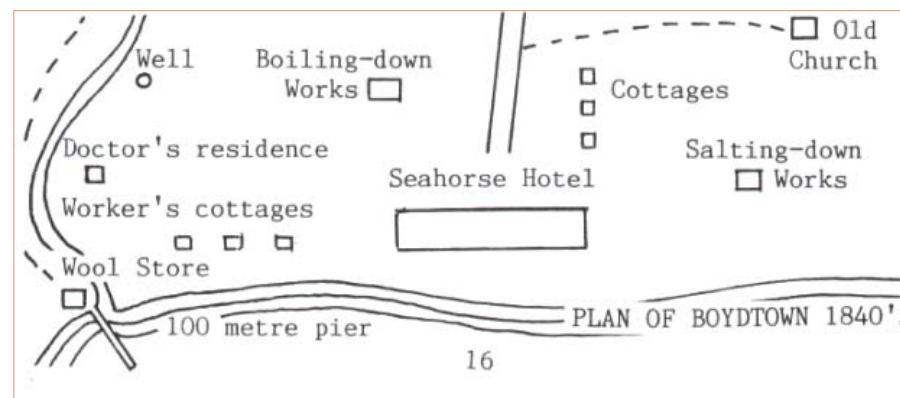 Old
Church
Well
Boiling-down
Works
Cottages
Doctor's residence
Salting-down
Works
Seahorse Hotel
Worker's cottages
Wool Store
100 metre pier
PLAN OF BOYDTOWN 1840'
16